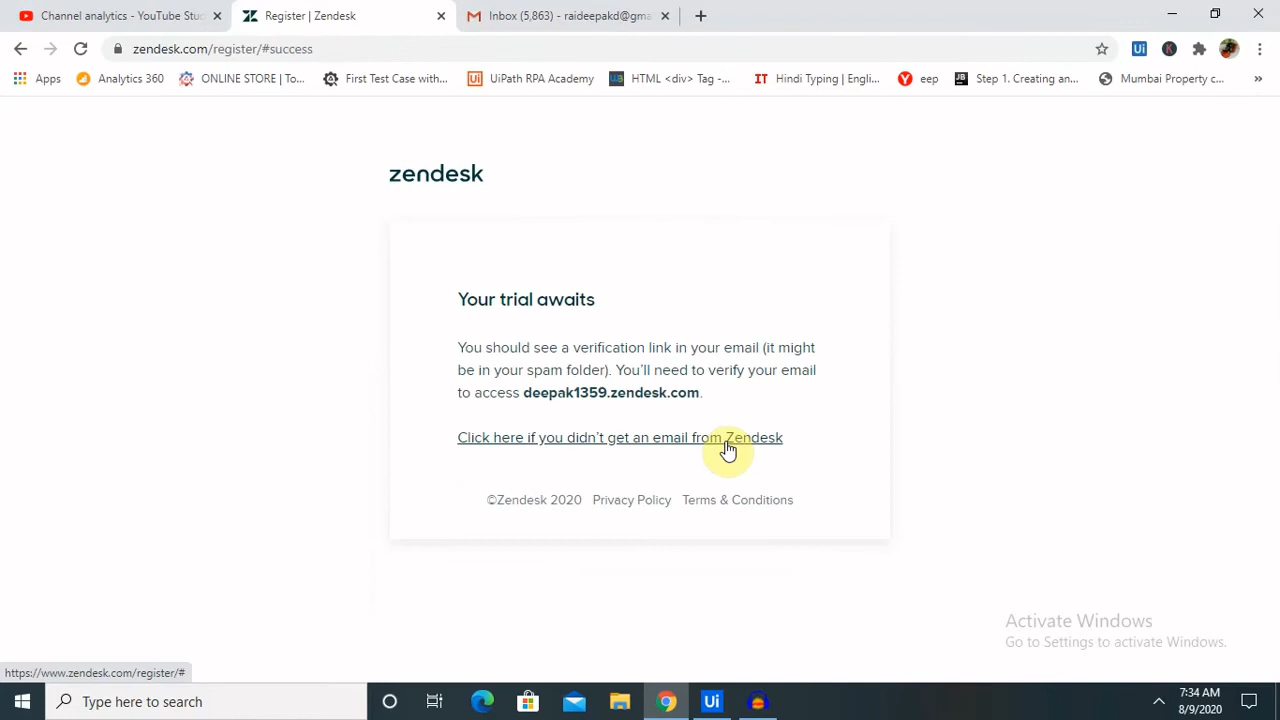 Channel analytics - YouTube Stu
Register | Zendesk
Inbox (5,863) - raideepakd@gma
zendesk.com/register/#success
Apps
Analytics 360
ONLINE STORE | To...
First Test Case with...
UiPath RPA Academy
HTML <div> Tag -...
Hindi Typing | Engli...
eep
Step 1. Creating an...
Mumbai Property c...
zendesk
Your trial awaits
You should see a verification link in your email (it might
be in your spam folder). You'll need to verify your email
to access deepak1359.zendesk.com.
Click here if you didn't get an email from Zendesk
©Zendesk 2020 Privacy Policy Terms & Conditions
Activate Windows
Go to Settings to activate Windows.
https://www.zendesk.com/register/#
Type here to search
7:34 AM
8/9/2020